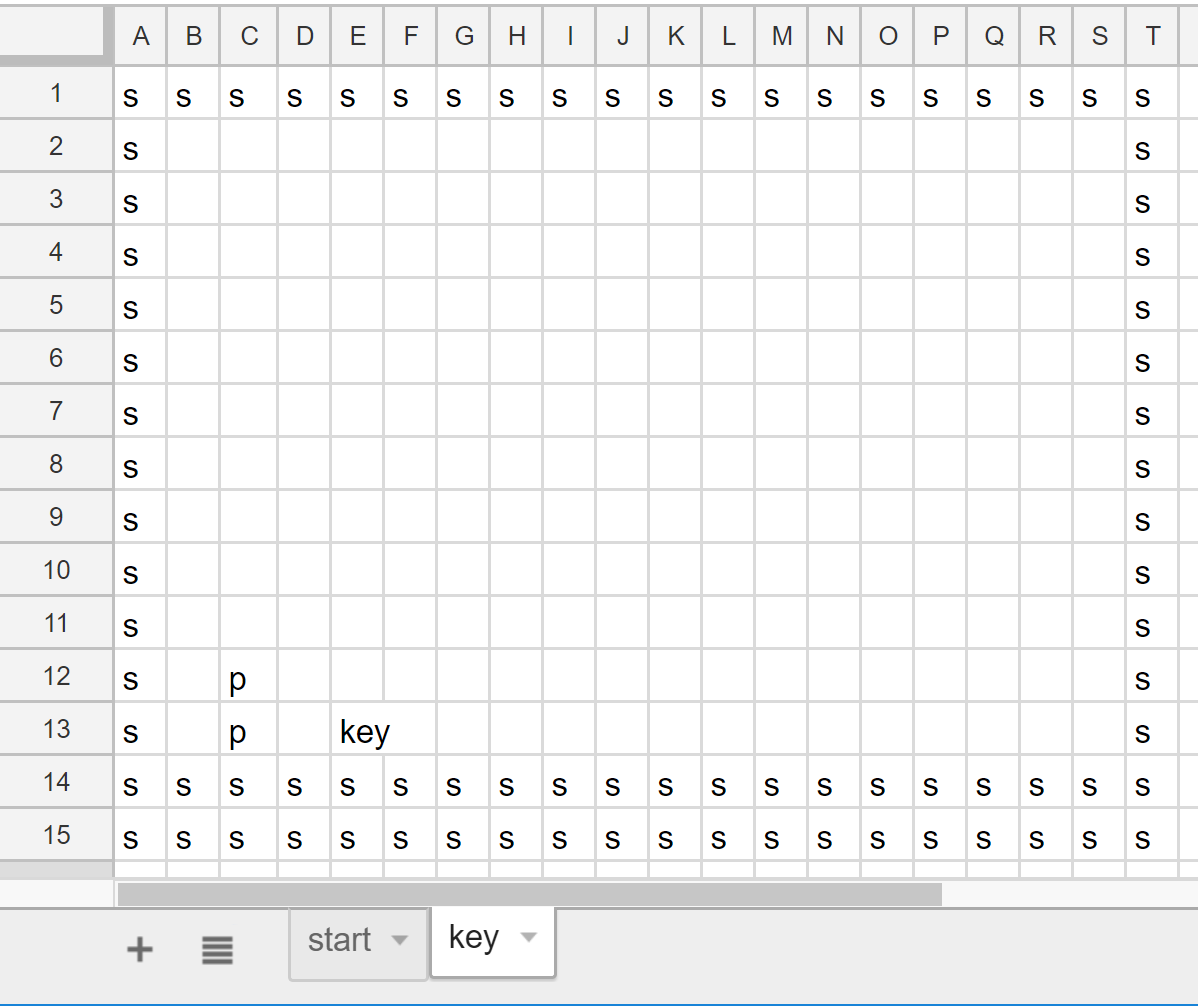 A B C D E F G H I J K L M N O P Q R S T
1 s s s s s s s s s s s s s s s s s s s s
2 s s
3 s s
4 s s
5 s s
6 s s
7 s s
8 s s
9 s s
10 s s
11 s s
12 s p s
13 s p key s
14 s s s s s s s s s s s s s s s s s s s s
15 s s s s s s s s s s s s s s s s s s s s
start key